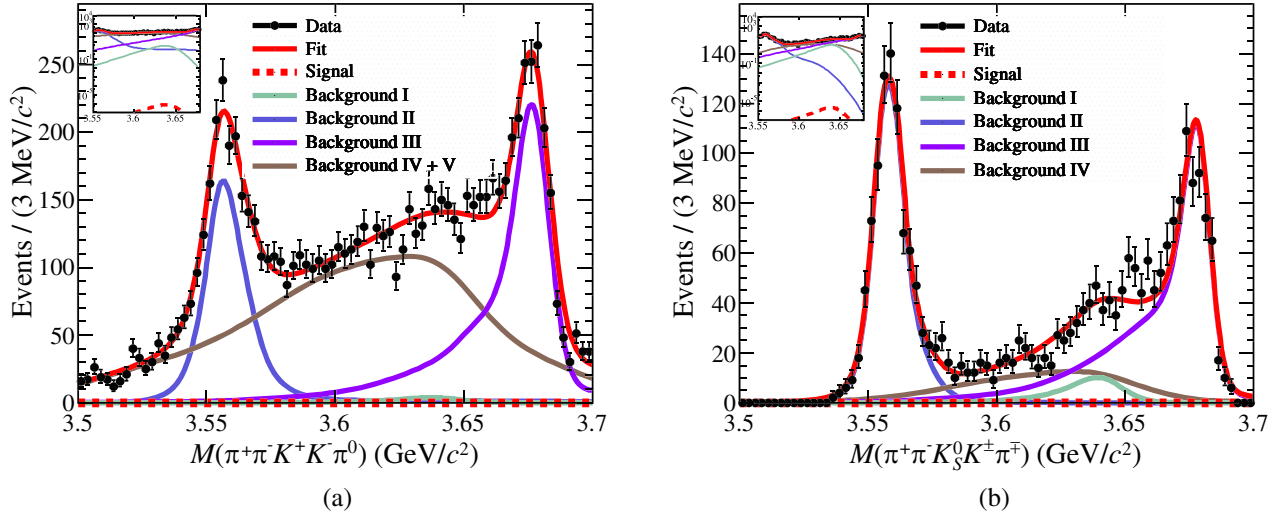 Events / (3 MeV/c²)
250
200
150
100
50
0
10⁴
3.55
3.6
3.65
Data
Fit
Signal
Background I
Background II
Background III
Background IV + V
3.5
3.55
3.6
3.65
3.7
M(π⁺π⁻K⁺K⁻π⁰) (GeV/c²)
(a)
Events / (3 MeV/c²)
140
120
100
80
60
40
20
0
3.55
3.6
3.65
Data
Fit
Signal
Background I
Background II
Background III
Background IV
3.5
3.55
3.6
3.65
3.7
M(π⁺π⁻K⁰_S K^±π^∓) (GeV/c²)
(b)